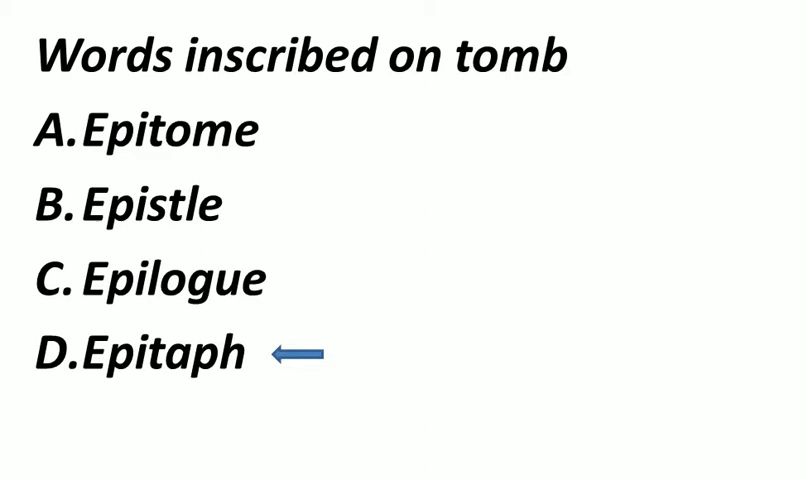 Words inscribed on tomb
A.Epitome
B. Epistle
C. Epilogue
D.Epitaph